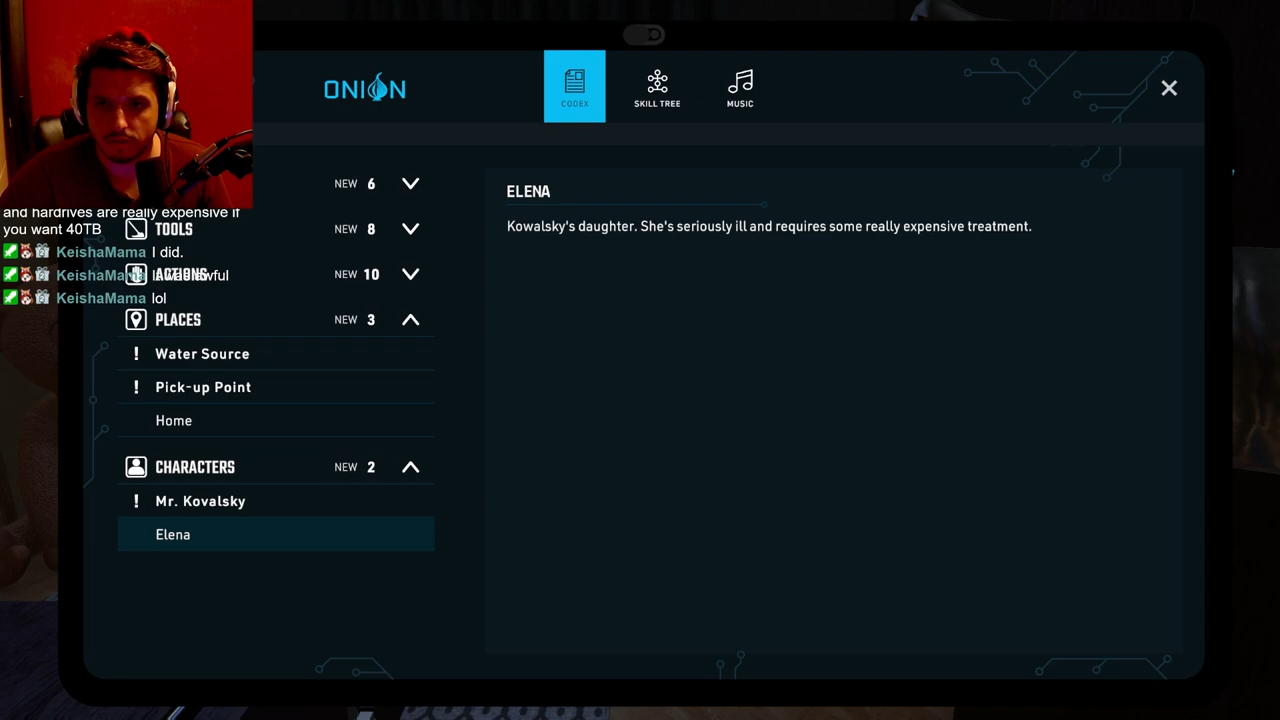 ONION
CODEX
SKILL TREE
MUSIC
and hardrives are really expensive if
you want 40TB
KeishaMama I did.
KeishaMama
KeishaMama lol
NEW 6
TOOLS NEW 8
ACTIONS NEW 10
PLACES NEW 3
! Water Source
! Pick-up Point
Home
CHARACTERS NEW 2
! Mr. Kovalsky
Elena
ELENA
Kowalsky's daughter. She's seriously ill and requires some really expensive treatment.